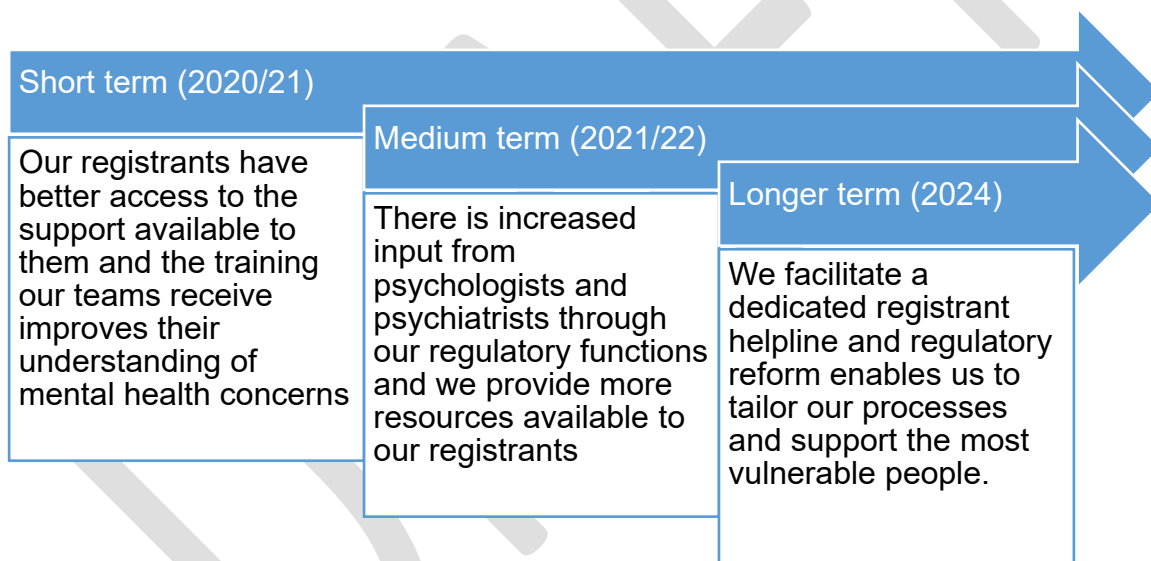 Short term (2020/21)
Our registrants have
better access to the
support available to
them and the training
our teams receive
improves their
understanding of
mental health concerns
Medium term (2021/22)
There is increased
input from
psychologists and
psychiatrists through
our regulatory functions
and we provide more
resources available to
our registrants
Longer term (2024)
We facilitate a
dedicated registrant
helpline and regulatory
reform enables us to
tailor our processes
and support the most
vulnerable people.